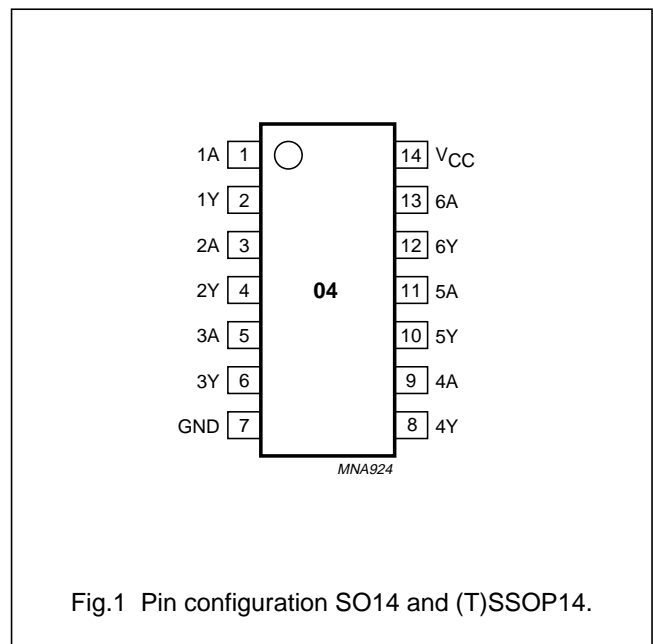 1A 1 14 VCC
1Y 2 13 6A
2A 3 12 6Y
2Y 4 04 11 5A
3A 5 10 5Y
3Y 6 9 4A
GND 7 8 4Y
MNA924
Fig.1 Pin configuration SO14 and (T)SSOP14.